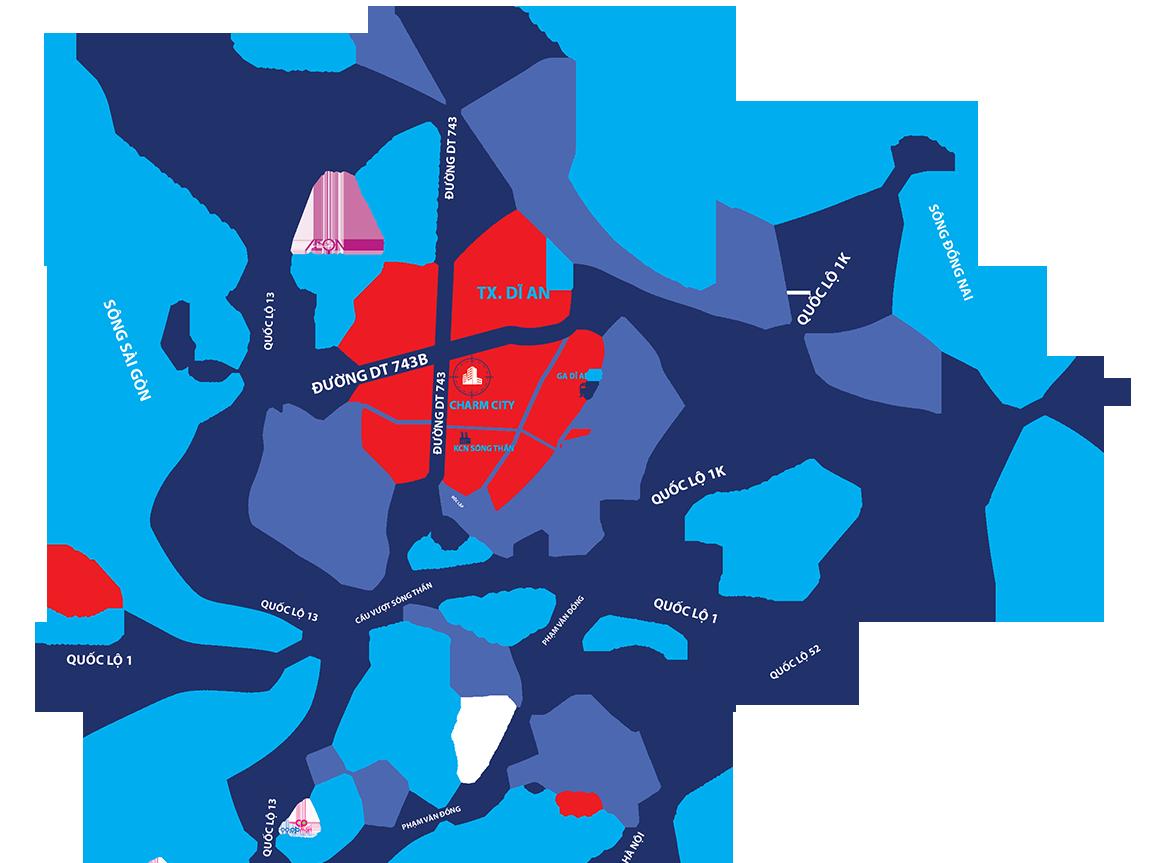 ĐƯỜNG DT 743
SÔNG ĐỒNG NAI
ÆON
QUỐC LỘ 1K
QUỐC LỘ 13
TX. DĨ AN
SÔNG SÀI GÒN
ĐƯỜNG DT 743B
ĐƯỜNG DT 743
GA DĨ A
CHARM CITY
KCN SÓNG THẦN
QUỐC LỘ 1K
CẦU VƯỢT SÓNG THẦN
QUỐC LỘ 13
PHẠM VĂN ĐỒNG
QUỐC LỘ 1
QUỐC LỘ 1
QUỐC LỘ 52
QUỐC LỘ 13
PHẠM VĂN ĐỒNG
HÀ NỘI